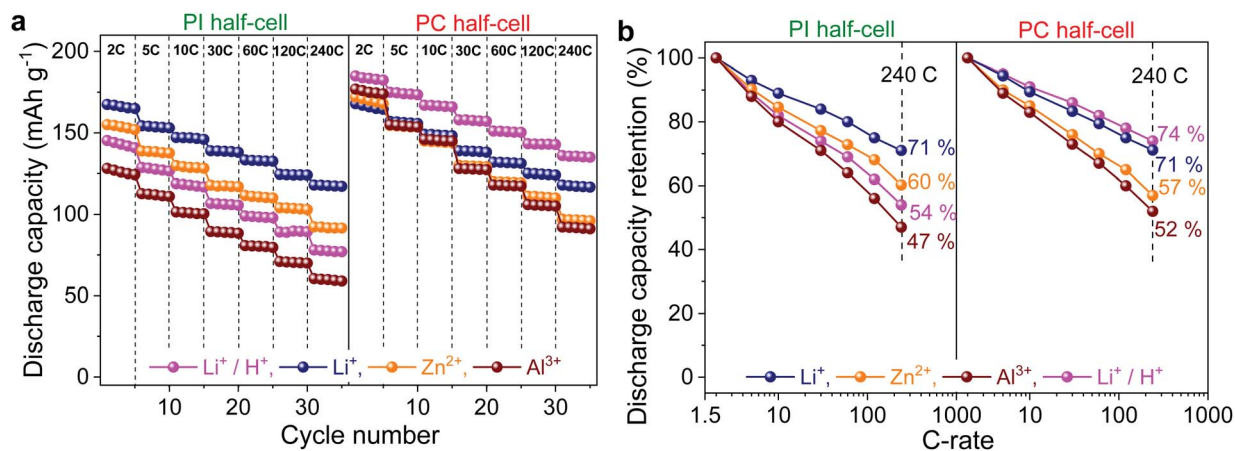 a
PI half-cell
PC half-cell
2C 5C 10C 30C 60C 120C 240C
2C 5C 10C 30C 60C 120C 240C
Discharge capacity (mAh g⁻¹)
200
150
100
50
0
Li⁺ / H⁺, Li⁺, Zn²⁺, Al³⁺
10 20 30 10 20 30
Cycle number
b
PI half-cell
PC half-cell
Discharge capacity retention (%)
100
80
60
40
20
0
240 C
71 %
60 %
54 %
47 %
240 C
74 %
71 %
57 %
52 %
Li⁺, Zn²⁺, Al³⁺, Li⁺ / H⁺
1.5 10 100 1000 10 100 1000
C-rate